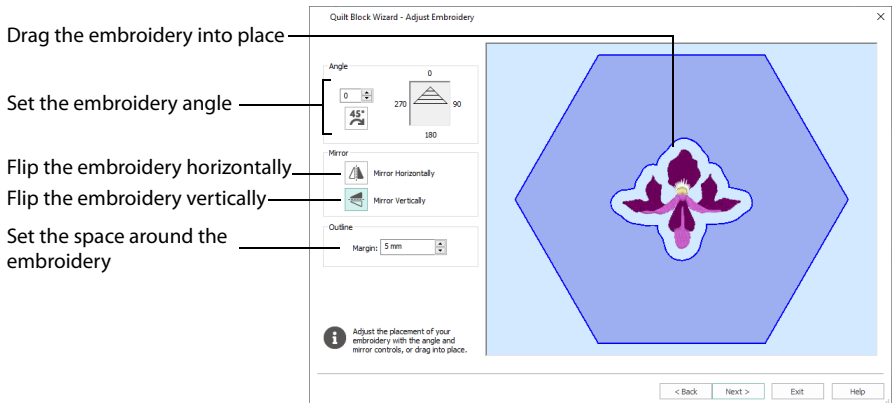 Quilt Block Wizard - Adjust Embroidery
Drag the embroidery into place
Angle
0
0
270
90
45°
180
Set the embroidery angle
Mirror
Mirror Horizontally
Flip the embroidery horizontally
Mirror Vertically
Flip the embroidery vertically
Outline
Margin: 5 mm
Set the space around the
embroidery
Adjust the placement of your
embroidery with the angle and
mirror controls, or drag into place.
< Back
Next >
Exit
Help